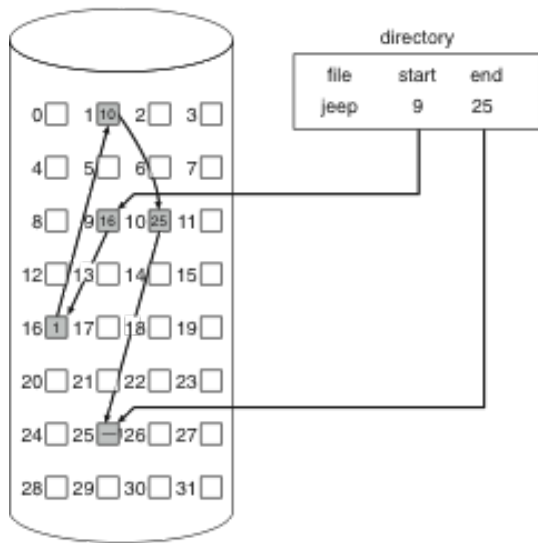 directory
file start end
jeep 9 25
0 1 10 2 3
4 5 6 7
8 9 16 10 25 11
12 13 14 15
16 1 17 18 19
20 21 22 23
24 25 — 26 27
28 29 30 31